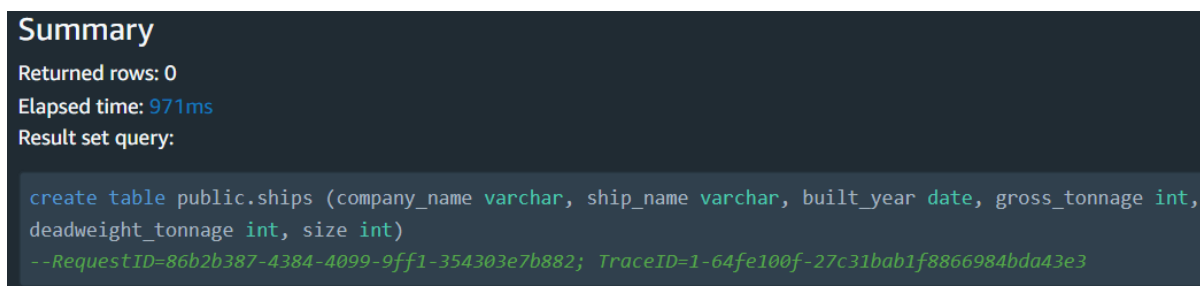 Summary
Returned rows: 0
Elapsed time: 971ms
Result set query:
create table public.ships (company_name varchar, ship_name varchar, built_year date, gross_tonnage int,
deadweight_tonnage int, size int)
--RequestID=86b2b387-4384-4099-9ff1-354303e7b882; TraceID=1-64fe100f-27c31bab1f8866984bda43e3